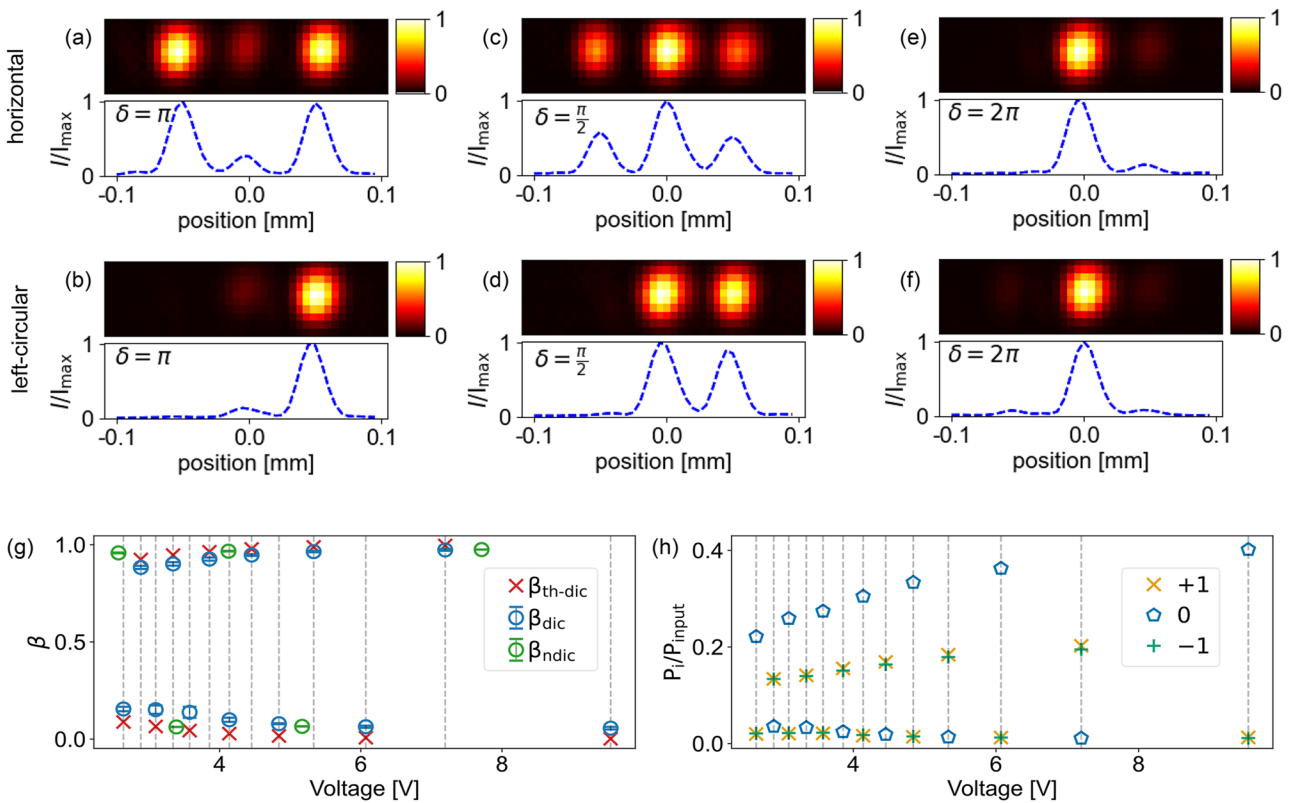 horizontal
(a)
1
0
(c)
1
0
(e)
1
0
I/I_max
1
0
δ = π
-0.1
0.0
0.1
position [mm]
I/I_max
1
0
δ = π/2
-0.1
0.0
0.1
position [mm]
I/I_max
1
0
δ = 2π
-0.1
0.0
0.1
position [mm]
left-circular
(b)
1
0
(d)
1
0
(f)
1
0
I/I_max
1
0
δ = π
-0.1
0.0
0.1
position [mm]
I/I_max
1
0
δ = π/2
-0.1
0.0
0.1
position [mm]
I/I_max
1
0
δ = 2π
-0.1
0.0
0.1
position [mm]
(g)
β
1.0
0.5
0.0
β_th-dic
β_dic
β_ndic
4
6
8
Voltage [V]
(h)
P_i/P_input
0.4
0.2
0.0
+1
0
−1
4
6
8
Voltage [V]